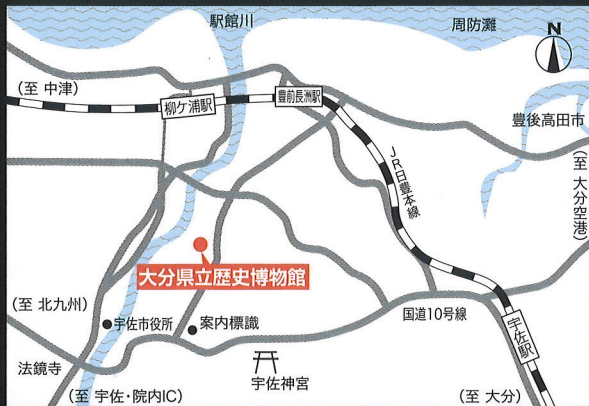 駅館川
周防灘
N
(至 中津)
柳ケ浦駅
豊前長洲駅
豊後高田市
(至 大分空港)
JR日豊本線
大分県立歴史博物館
(至 北九州)
宇佐市役所
案内標識
国道10号線
宇佐駅
法鏡寺
宇佐神宮
(至 宇佐・院内IC)
(至 大分)